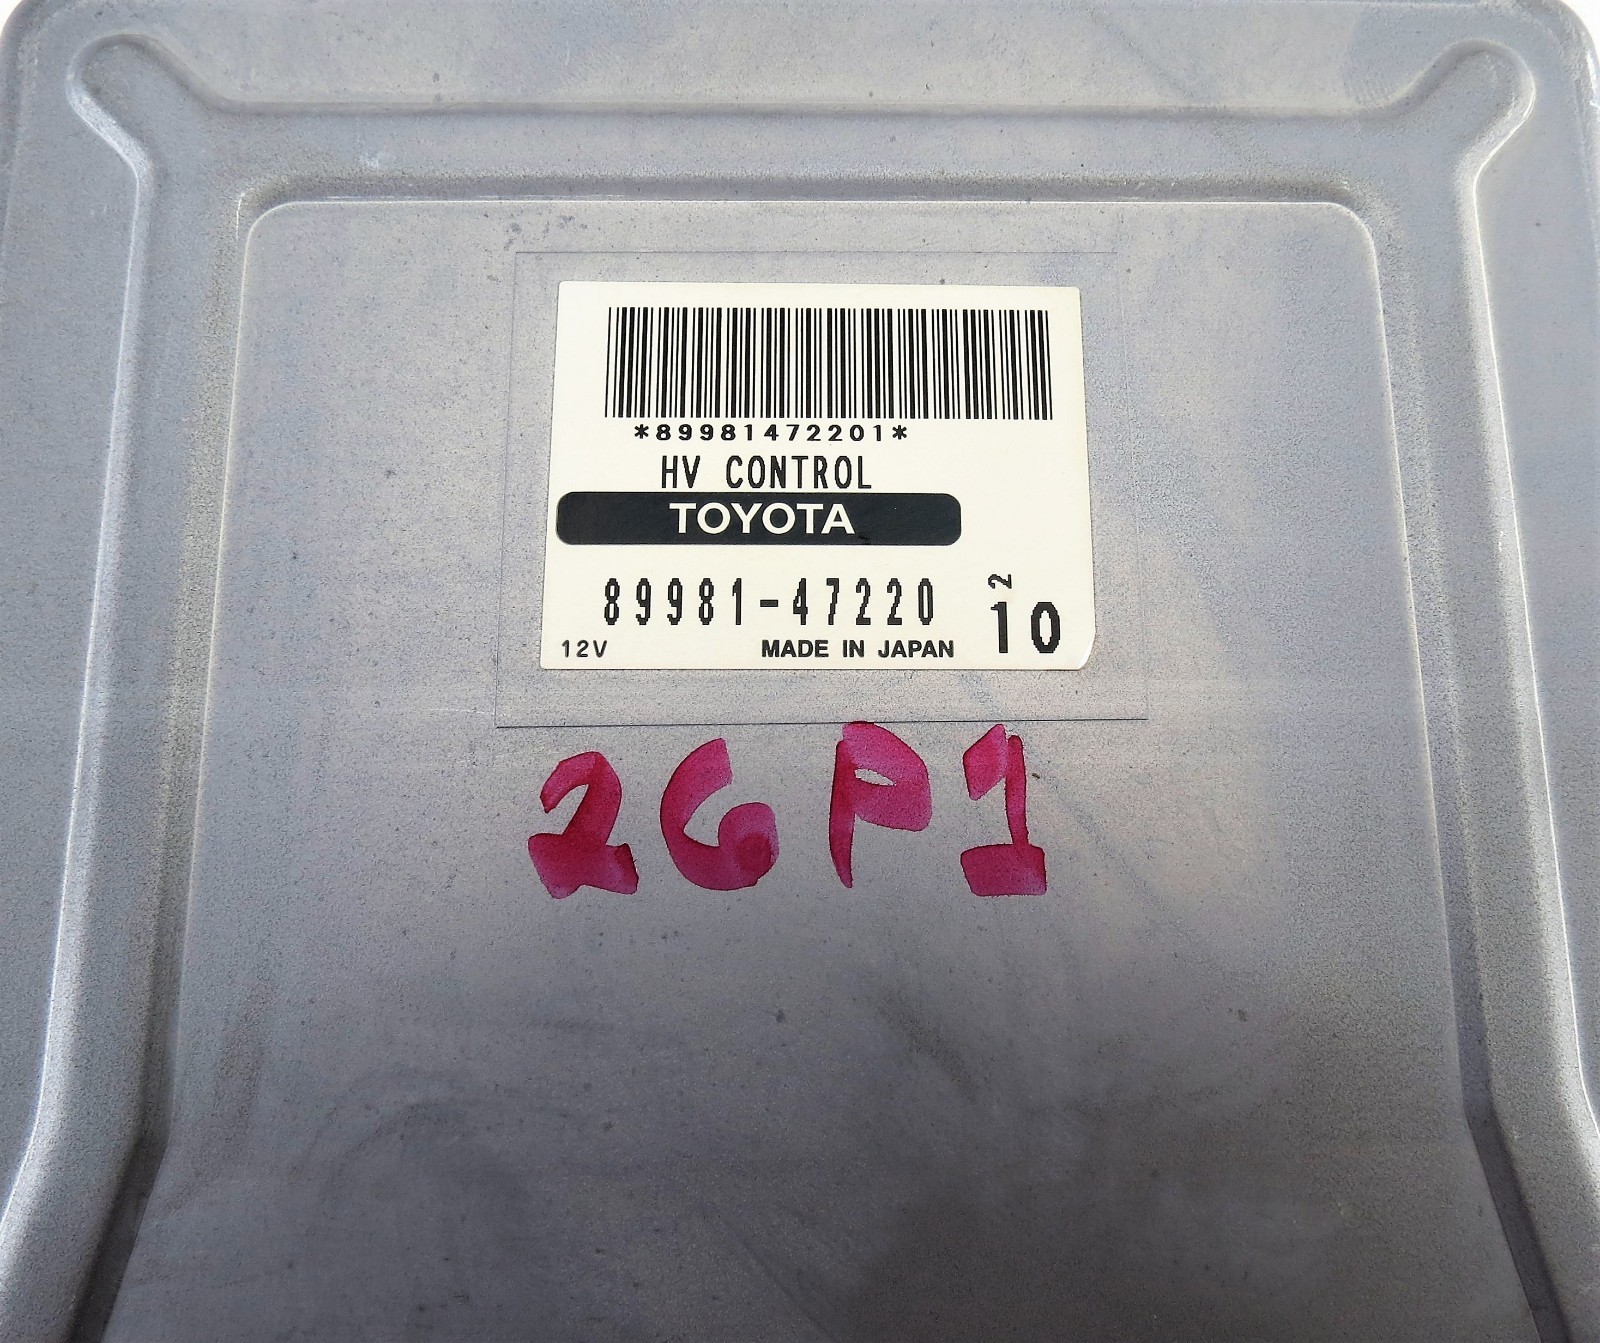 *89981472201*
HV CONTROL
TOYOTA
89981-47220
2
10
12V MADE IN JAPAN
2GP1